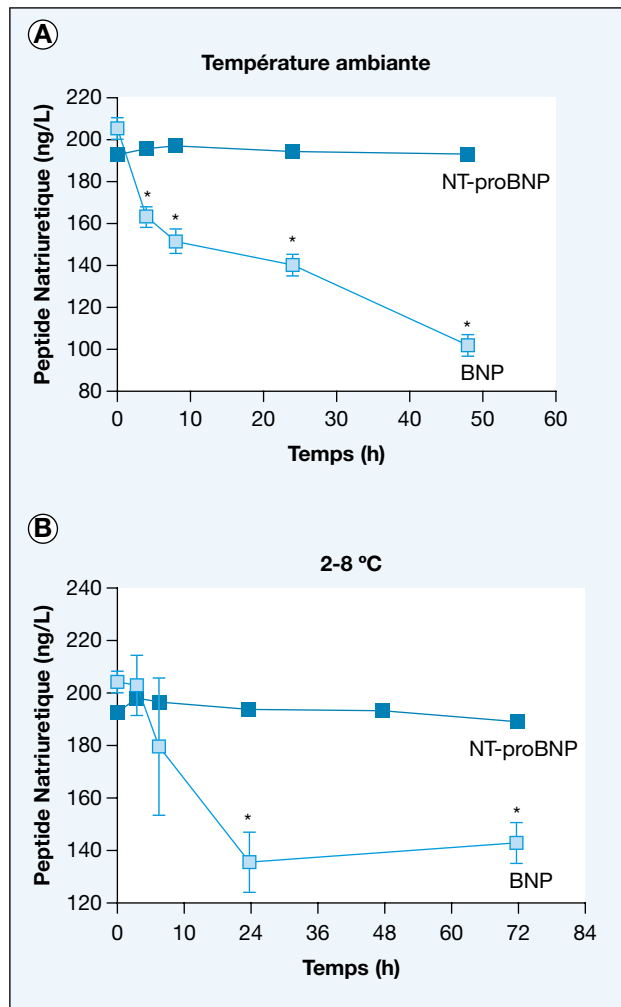 A
Température ambiante
Peptide Natriuretique (ng/L)
220
200
180
160
140
120
100
80
NT-proBNP
*
*
*
*
BNP
0 10 20 30 40 50 60
Temps (h)
B
2-8 ºC
Peptide Natriuretique (ng/L)
240
220
200
180
160
140
120
NT-proBNP
*
*
BNP
0 10 24 36 48 60 72 84
Temps (h)